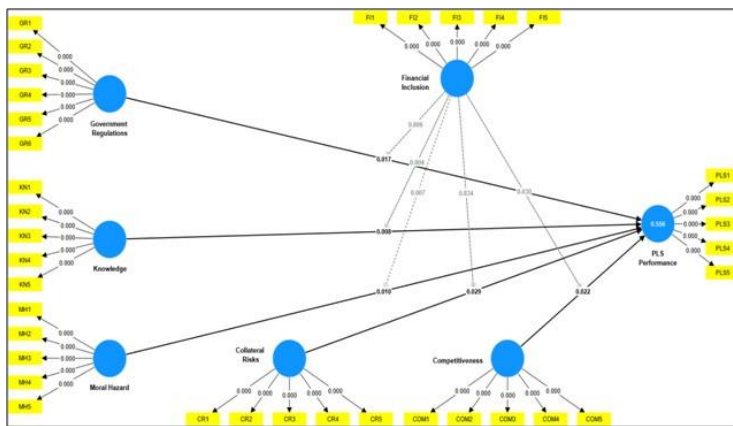 FI1 FI2 FI3 FI4 FI5
0.000 0.000 0.000 0.000 0.000
Financial
Inclusion
GR1
GR2
GR3
GR4
GR5
GR6
0.000
0.000
0.000
0.000
0.000
0.000
Government
Regulations
0.017
0.007
0.034
KN1
KN2
KN3
KN4
KN5
0.000
0.000
0.000
0.000
0.000
Knowledge
0.008
PLS1
PLS2
PLS3
PLS4
PLS5
0.000
0.000
0.000
0.000
0.000
0.556
PLS
Performance
MH1
MH2
MH3
MH4
MH5
0.000
0.000
0.000
0.000
0.000
Moral Hazard
0.010
0.029
0.022
Collateral
Risks
0.000 0.000 0.000 0.000 0.000
CR1 CR2 CR3 CR4 CR5
Competitiveness
0.000 0.000 0.000 0.000 0.000
COM1 COM2 COM3 COM4 COM5